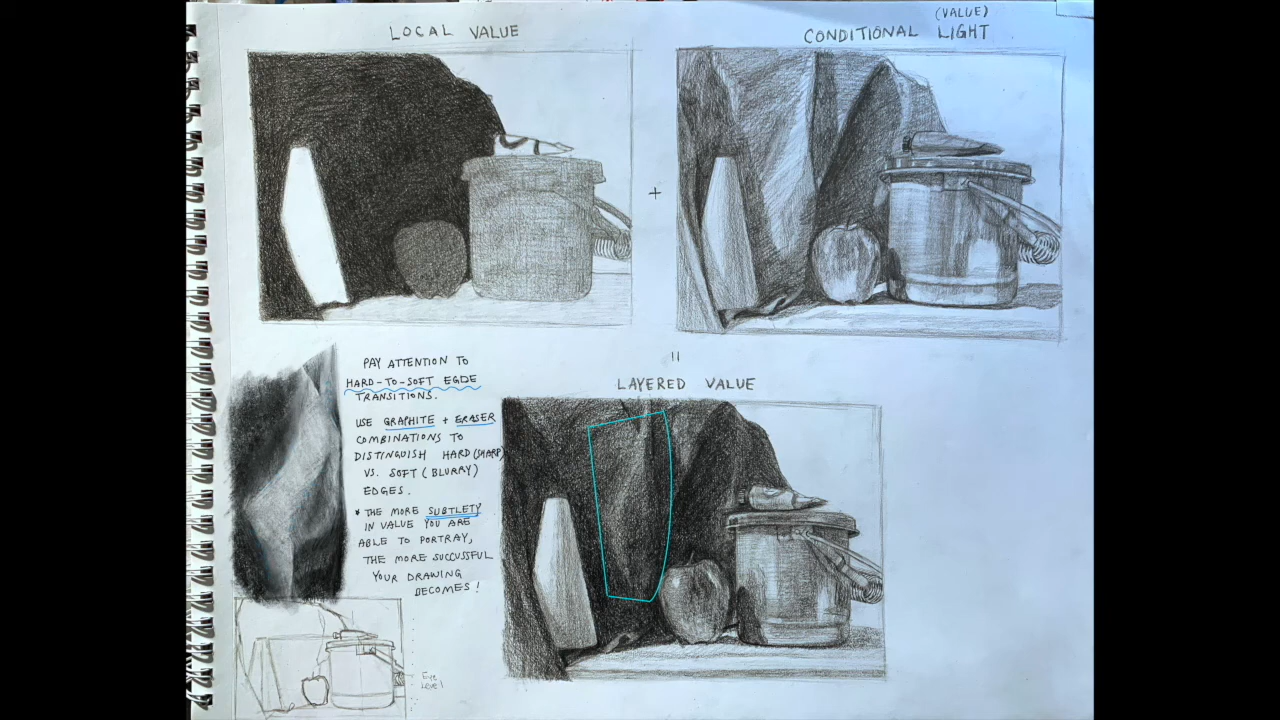 LOCAL VALUE
(VALUE)
CONDITIONAL LIGHT
+
=
LAYERED VALUE
PAY ATTENTION TO
HARD-TO-SOFT EGDE
TRANSITIONS.
USE GRAPHITE + ERASER
COMBINATIONS TO
DISTINGUISH HARD (SHARP)
VS. SOFT (BLURRY)
EDGES.
* THE MORE SUBTLETY
IN VALUE YOU ARE
ABLE TO PORTRAY,
THE MORE SUCCUSSFUL
YOUR DRAWING
BECOMES!
Eye
Level